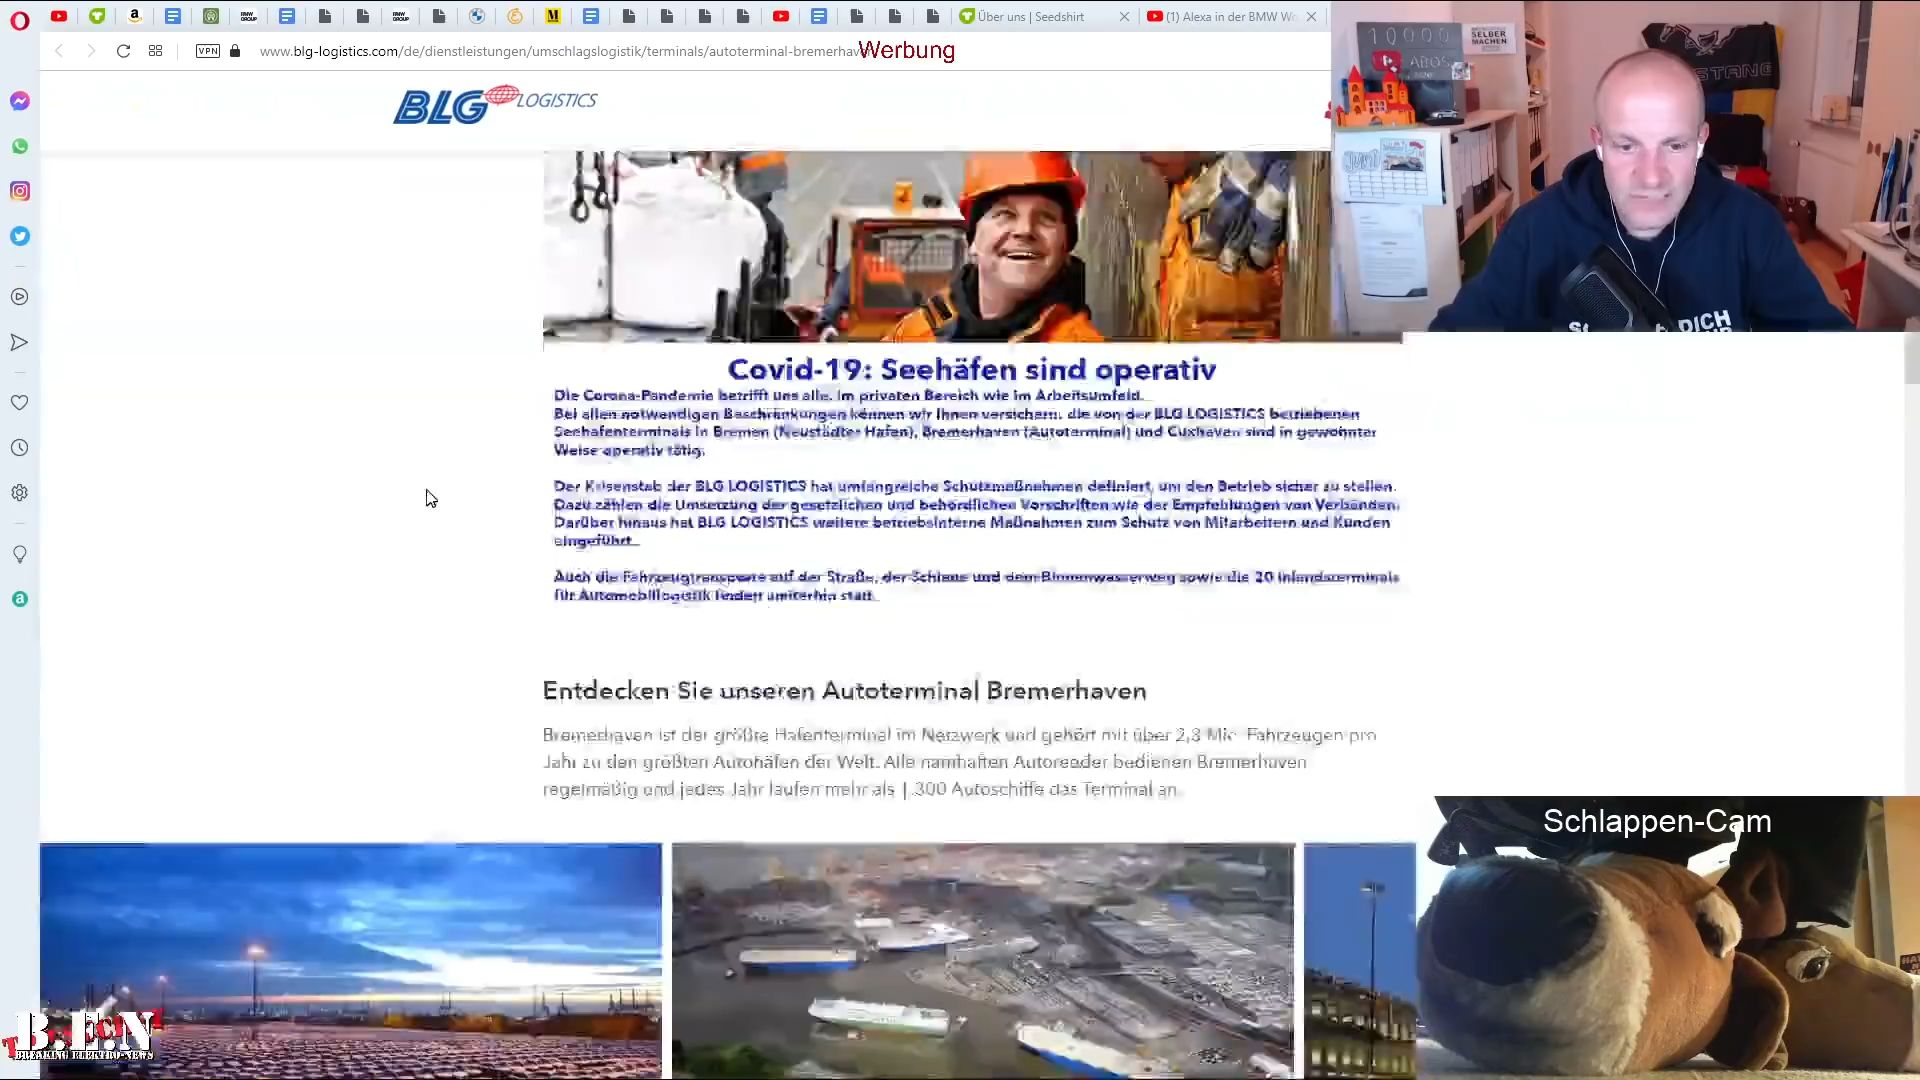 Über uns | Seedshirt
(1) Alexa in der BMW Wo
VPN
www.blg-logistics.com/de/dienstleistungen/umschlagslogistik/terminals/autoterminal-bremerhave
Werbung
BLG LOGISTICS
10000
ABOS
SELBER
MACHEN
STANG
DICH
Covid-19: Seehäfen sind operativ
Die Corona-Pandemie betrifft uns alle. Im privaten Bereich wie im Arbeitsumfeld.
Bei allen notwendigen Beschränkungen können wir Ihnen versichern, die von der BLG LOGISTICS betriebenen
Seehafenterminals in Bremen (Neustädter Hafen), Bremerhaven (Autoterminal) und Cuxhaven sind in gewohnter
Weise operativ tätig.
Der Krisenstab der BLG LOGISTICS hat umfangreiche Schutzmaßnahmen definiert, um den Betrieb sicher zu stellen.
Dazu zählen die Umsetzung der gesetzlichen und behördlichen Vorschriften wie der Empfehlungen von Verbänden.
Darüber hinaus hat BLG LOGISTICS weitere betriebsinterne Maßnahmen zum Schutz von Mitarbeitern und Kunden
eingeführt.
Auch die Fahrzeugtransporte auf der Straße, der Schiene und dem Binnenwasserweg sowie die 20 Inlandsterminals
für Automobillogistik finden weiterhin statt.
Entdecken Sie unseren Autoterminal Bremerhaven
Bremerhaven ist der größte Hafenterminal im Netzwerk und gehört mit über 2,3 Mio. Fahrzeugen pro
Jahr zu den größten Autohäfen der Welt. Alle namhaften Autoreeder bedienen Bremerhaven
regelmäßig und jedes Jahr laufen mehr als 1.300 Autoschiffe das Terminal an.
Schlappen-Cam
B.E.N
BREAKING ELEKTRO-NEWS